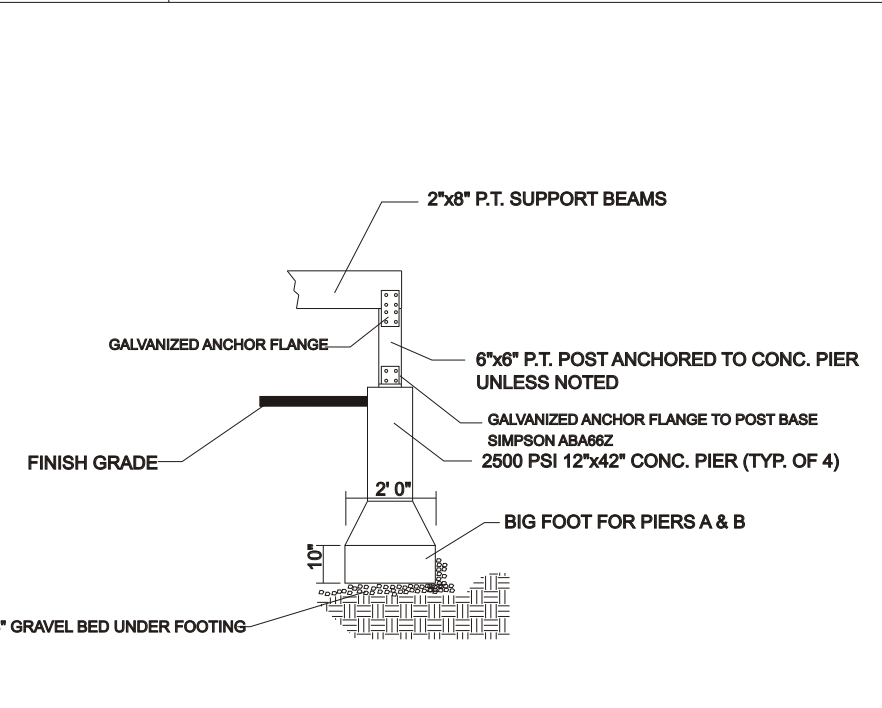 2"x8" P.T. SUPPORT BEAMS
GALVANIZED ANCHOR FLANGE
6"x6" P.T. POST ANCHORED TO CONC. PIER
UNLESS NOTED
GALVANIZED ANCHOR FLANGE TO POST BASE
SIMPSON ABA66Z
FINISH GRADE
2500 PSI 12"x42" CONC. PIER (TYP. OF 4)
2' 0"
BIG FOOT FOR PIERS A & B
10"
" GRAVEL BED UNDER FOOTING